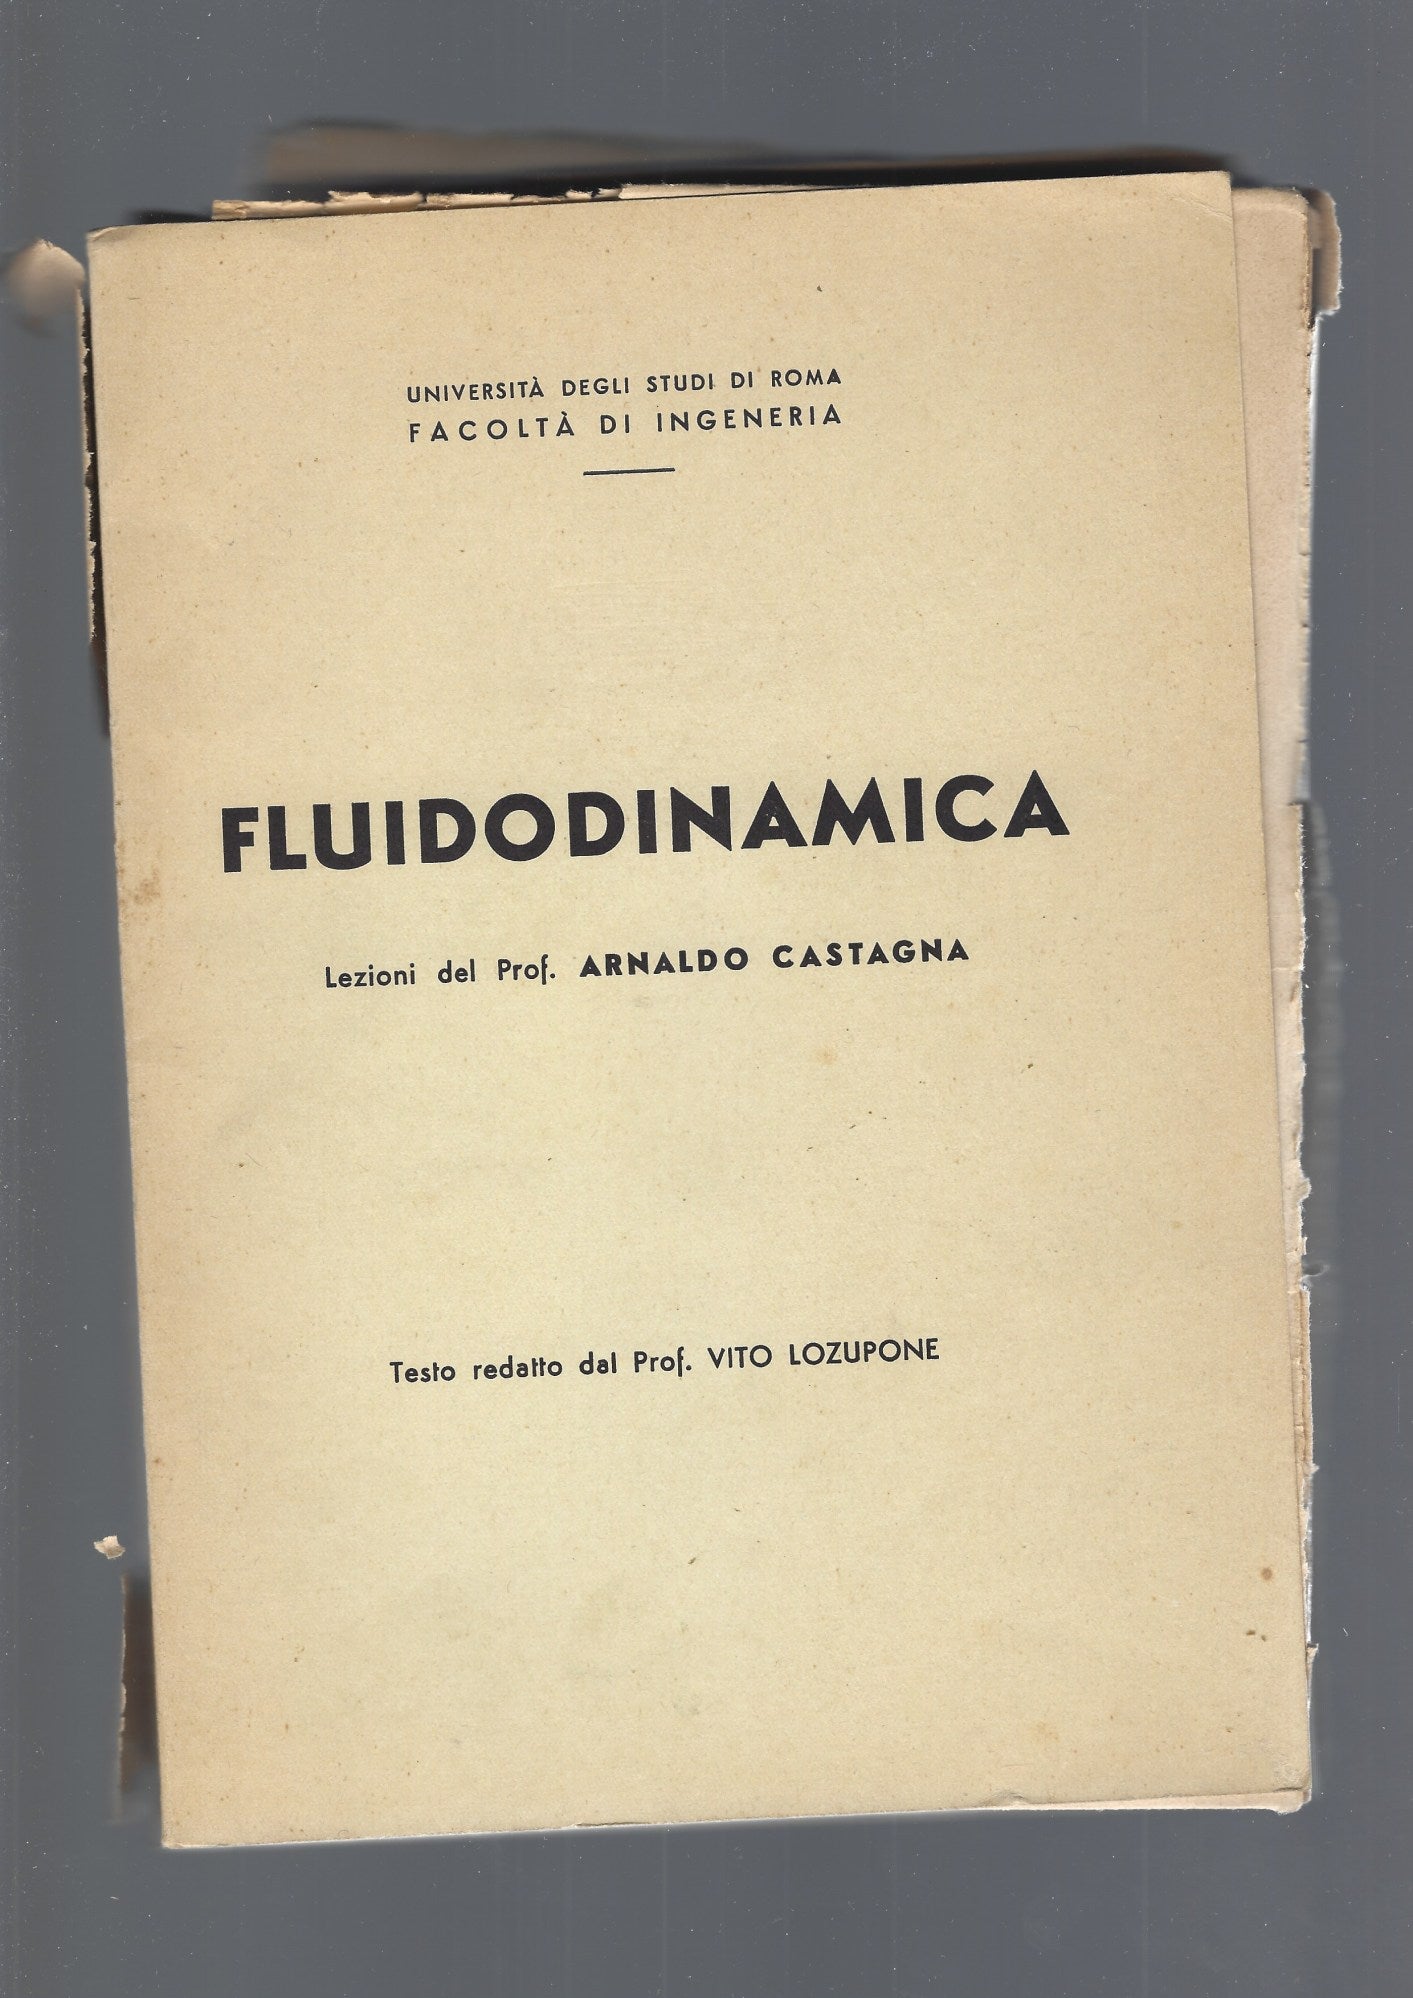 UNIVERSITÀ DEGLI STUDI DI ROMA
FACOLTÀ DI INGENERIA
FLUIDODINAMICA
Lezioni del Prof. ARNALDO CASTAGNA
Testo redatto dal Prof. VITO LOZUPONE